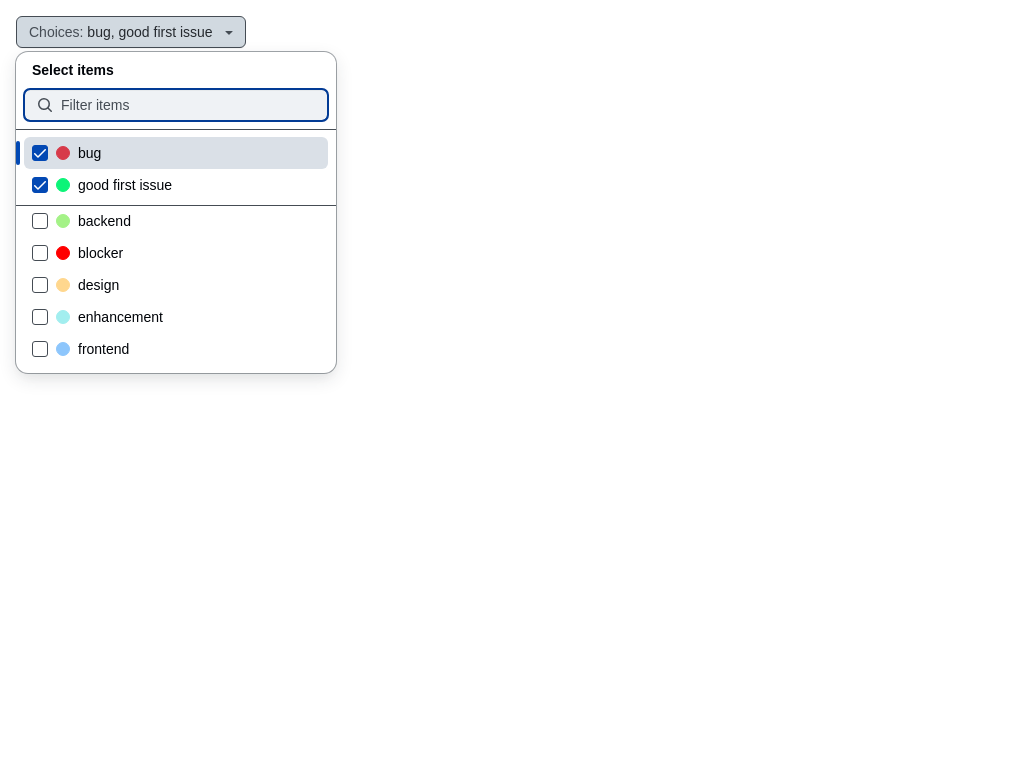 Choices: bug, good first issue
Select items
Filter items
bug
good first issue
backend
blocker
design
enhancement
frontend